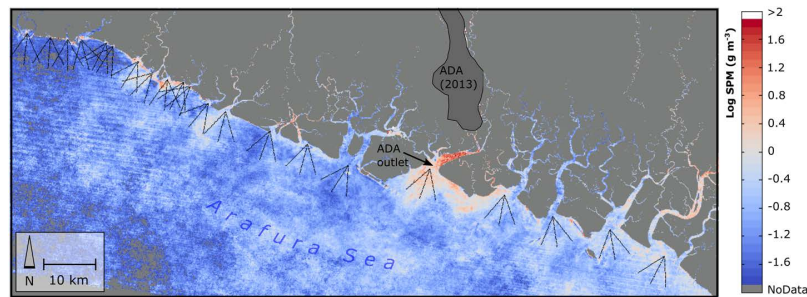 ADA
(2013)
ADA
outlet
Arafura Sea
N
10 km
>2
1.6
1.2
0.8
0.4
0
-0.4
-0.8
-1.2
-1.6
NoData
Log SPM (g m⁻³)